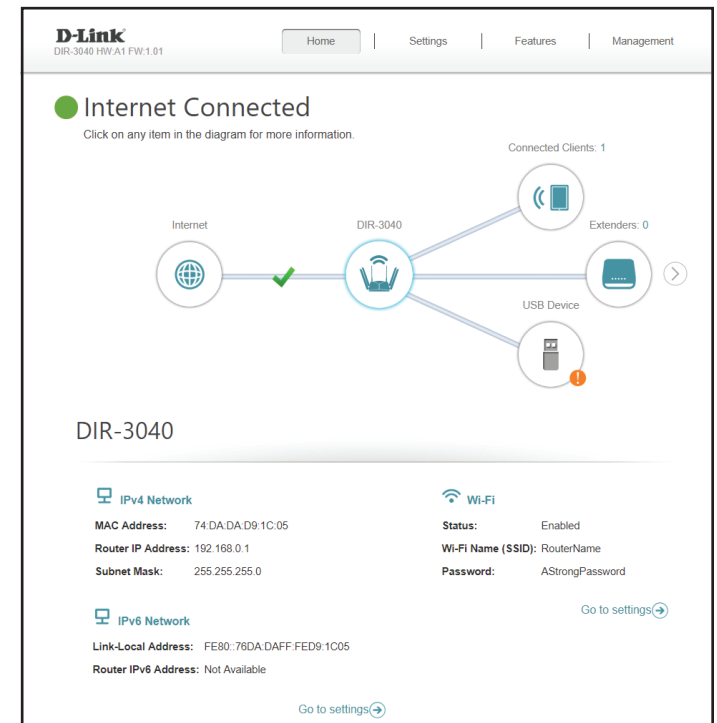 D-Link
DIR-3040 HW:A1 FW:1.01
Home
Settings
Features
Management
Internet Connected
Click on any item in the diagram for more information.
Connected Clients: 1
Internet
DIR-3040
Extenders: 0
USB Device
DIR-3040
IPv4 Network
MAC Address: 74:DA:DA:D9:1C:05
Router IP Address: 192.168.0.1
Subnet Mask: 255.255.255.0
Wi-Fi
Status: Enabled
Wi-Fi Name (SSID): RouterName
Password: AStrongPassword
Go to settings
IPv6 Network
Link-Local Address: FE80::76DA:DAFF:FED9:1C05
Router IPv6 Address: Not Available
Go to settings